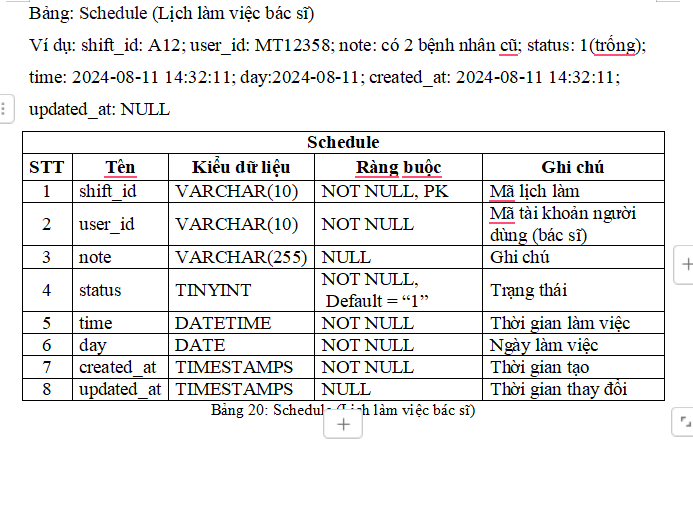 Bảng: Schedule (Lịch làm việc bác sĩ)
Ví dụ: shift_id: A12; user_id: MT12358; note: có 2 bệnh nhân cũ; status: 1(trống);
time: 2024-08-11 14:32:11; day:2024-08-11; created_at: 2024-08-11 14:32:11;
updated_at: NULL
Schedule
STT Tên Kiểu dữ liệu Ràng buộc Ghi chú
1 shift_id VARCHAR(10) NOT NULL, PK Mã lịch làm
2 user_id VARCHAR(10) NOT NULL Mã tài khoản người
dùng (bác sĩ)
3 note VARCHAR(255) NULL Ghi chú
4 status TINYINT NOT NULL, Trạng thái
Default = “1”
5 time DATETIME NOT NULL Thời gian làm việc
6 day DATE NOT NULL Ngày làm việc
7 created_at TIMESTAMPS NOT NULL Thời gian tạo
8 updated_at TIMESTAMPS NULL Thời gian thay đổi
Bảng 20: Schedule (Lịch làm việc bác sĩ)